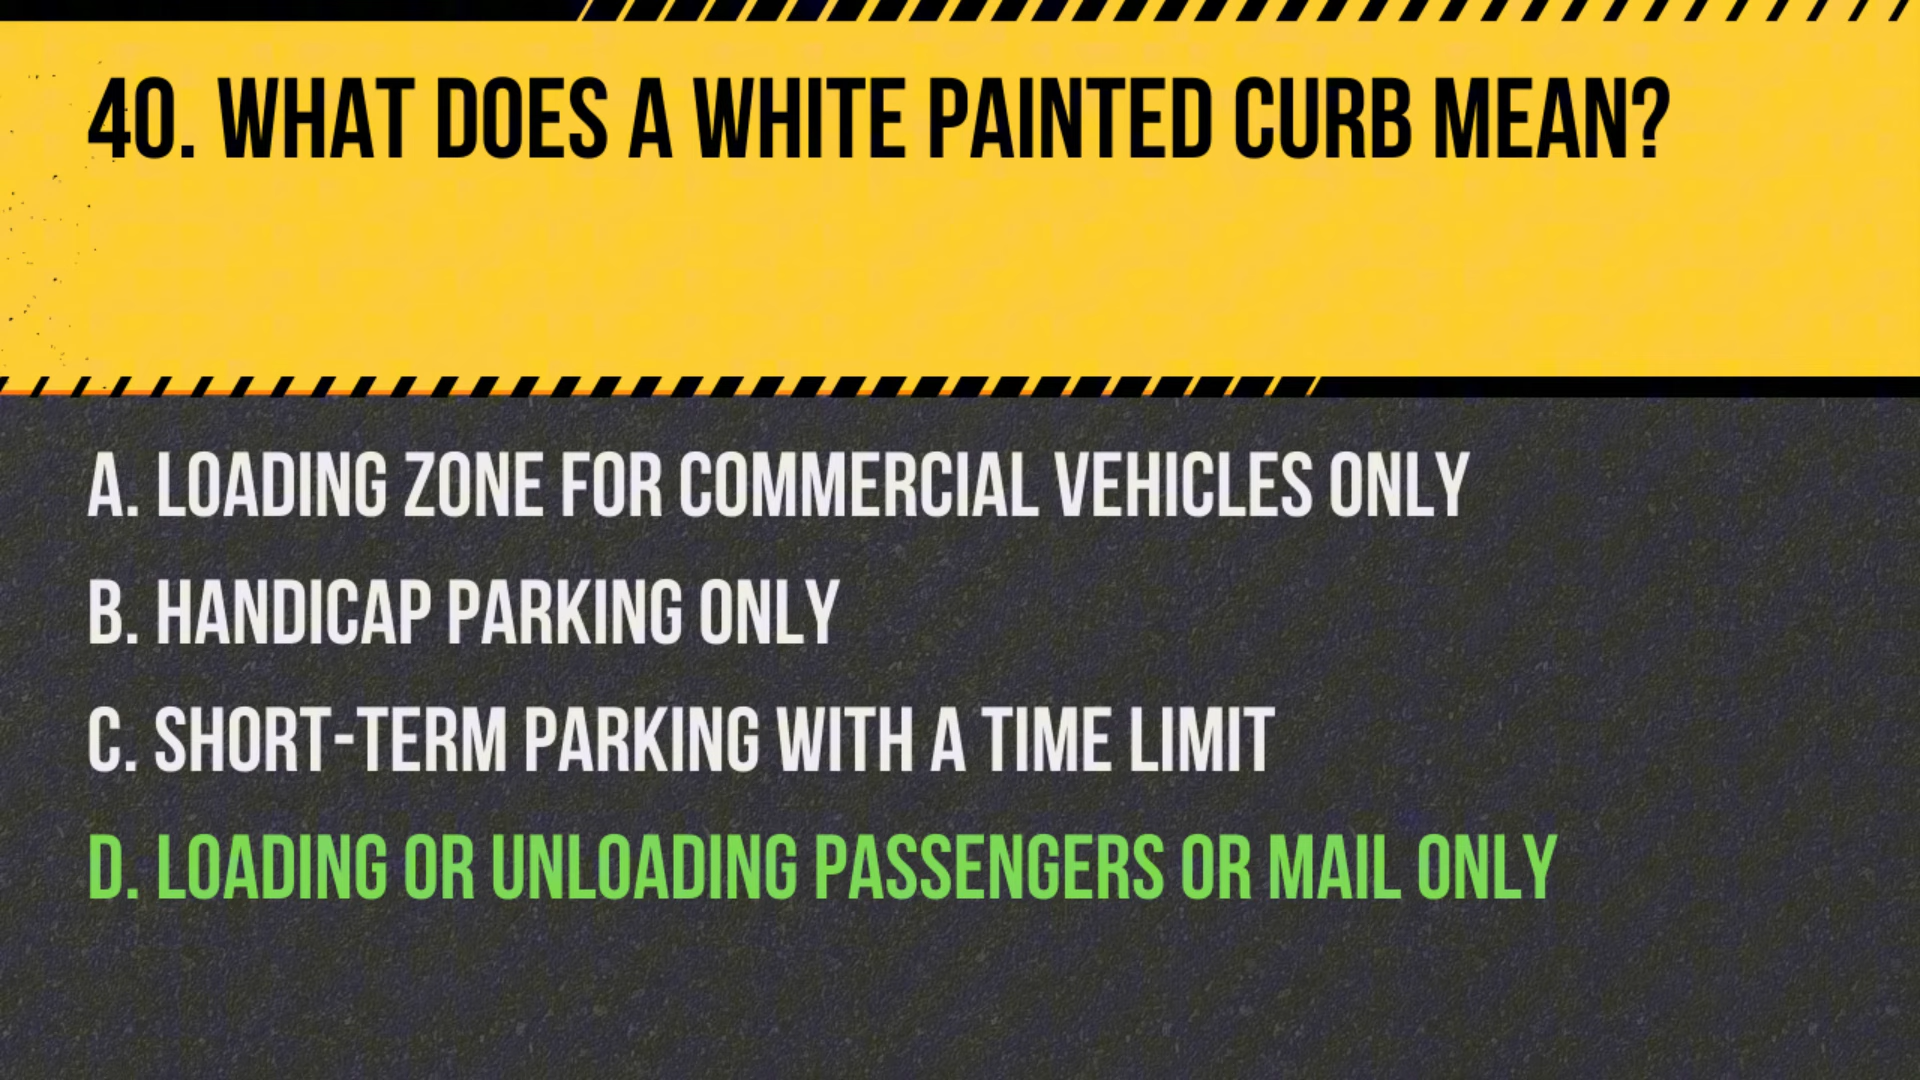 40. WHAT DOES A WHITE PAINTED CURB MEAN?
A. LOADING ZONE FOR COMMERCIAL VEHICLES ONLY
B. HANDICAP PARKING ONLY
C. SHORT-TERM PARKING WITH A TIME LIMIT
D. LOADING OR UNLOADING PASSENGERS OR MAIL ONLY